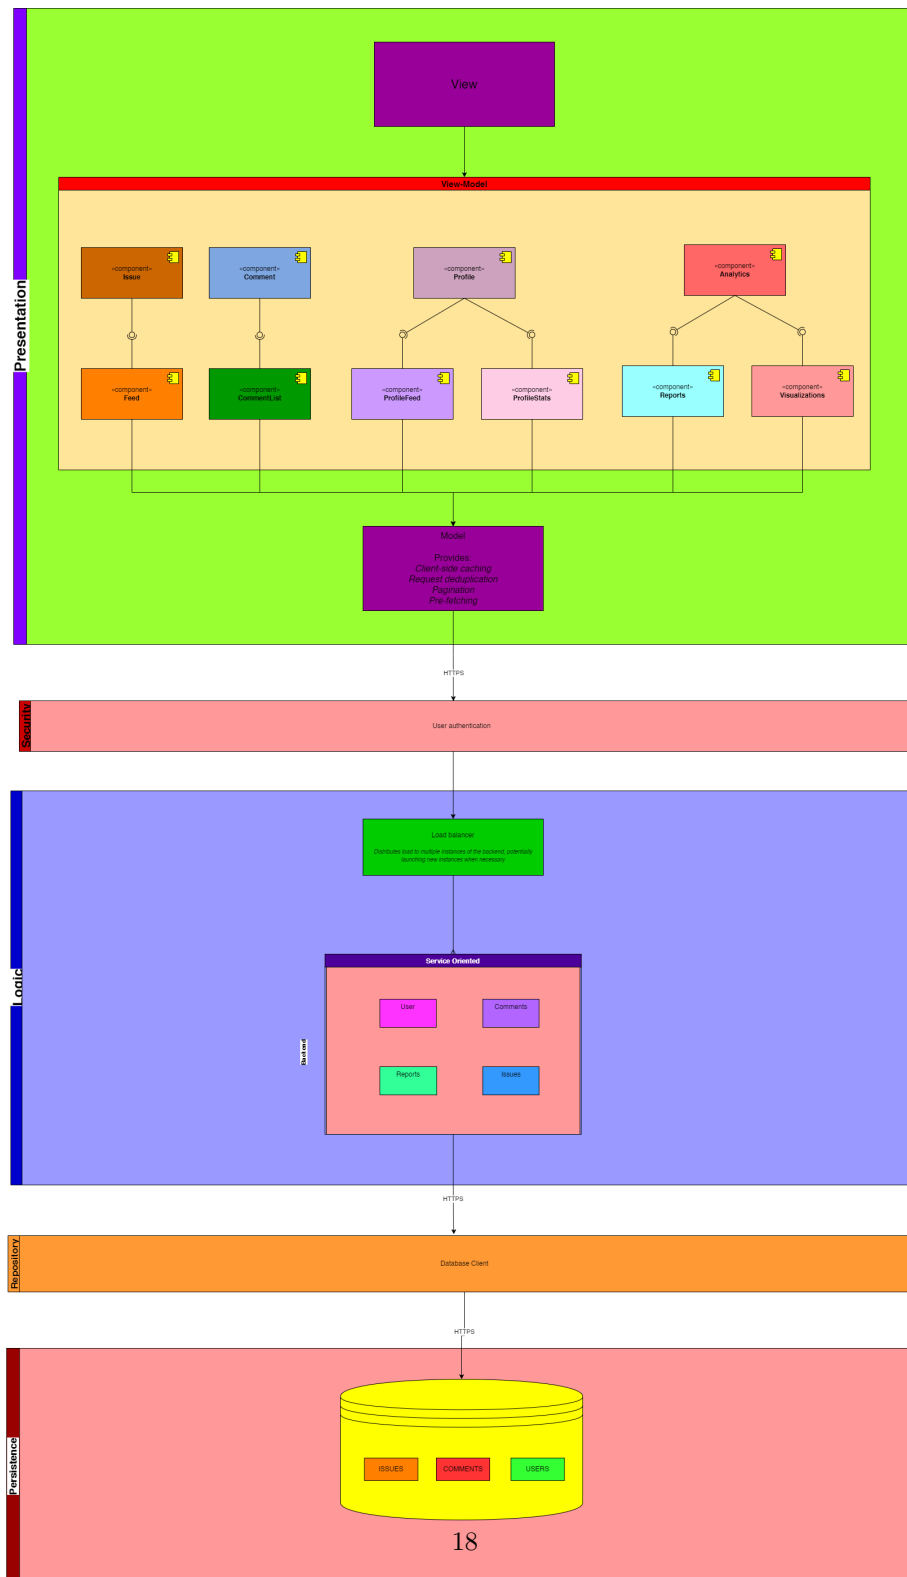 Presentation
View
View-Model
«component»
Issue
«component»
Comment
«component»
Profile
«component»
Analytics
«component»
Feed
«component»
CommentList
«component»
ProfileFeed
«component»
ProfileStats
«component»
Reports
«component»
Visualizations
Model
Provides:
Client-side caching
Request deduplication
Pagination
Pre-fetching
HTTPS
Security
User authentication
Logic
Load balancer
Distributes load to multiple instances of the backend, potentially
launching new instances when necessary
Service Oriented
Backend
User
Comments
Reports
Issues
HTTPS
Repository
Database Client
HTTPS
Persistence
ISSUES
COMMENTS
USERS
18